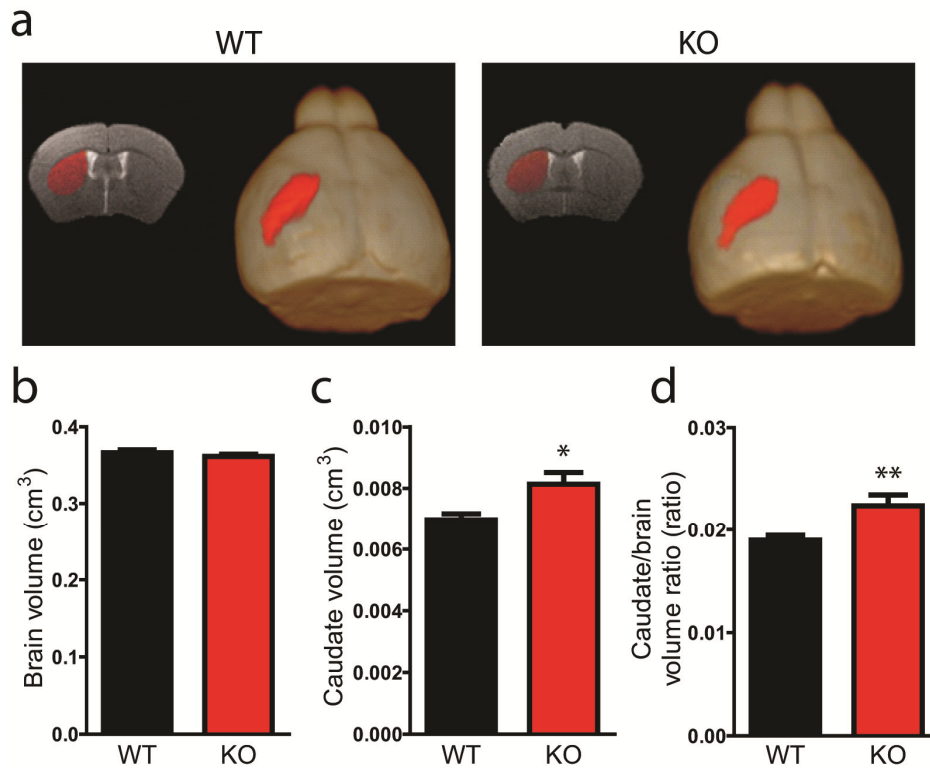 a
WT
KO
b
c
d
Brain volume (cm³)
0.4
0.3
0.2
0.1
0.0
WT
KO
Caudate volume (cm³)
0.010
0.008
0.006
0.004
0.002
0.000
*
WT
KO
Caudate/brain
volume ratio (ratio)
0.03
0.02
0.01
0.00
**
WT
KO